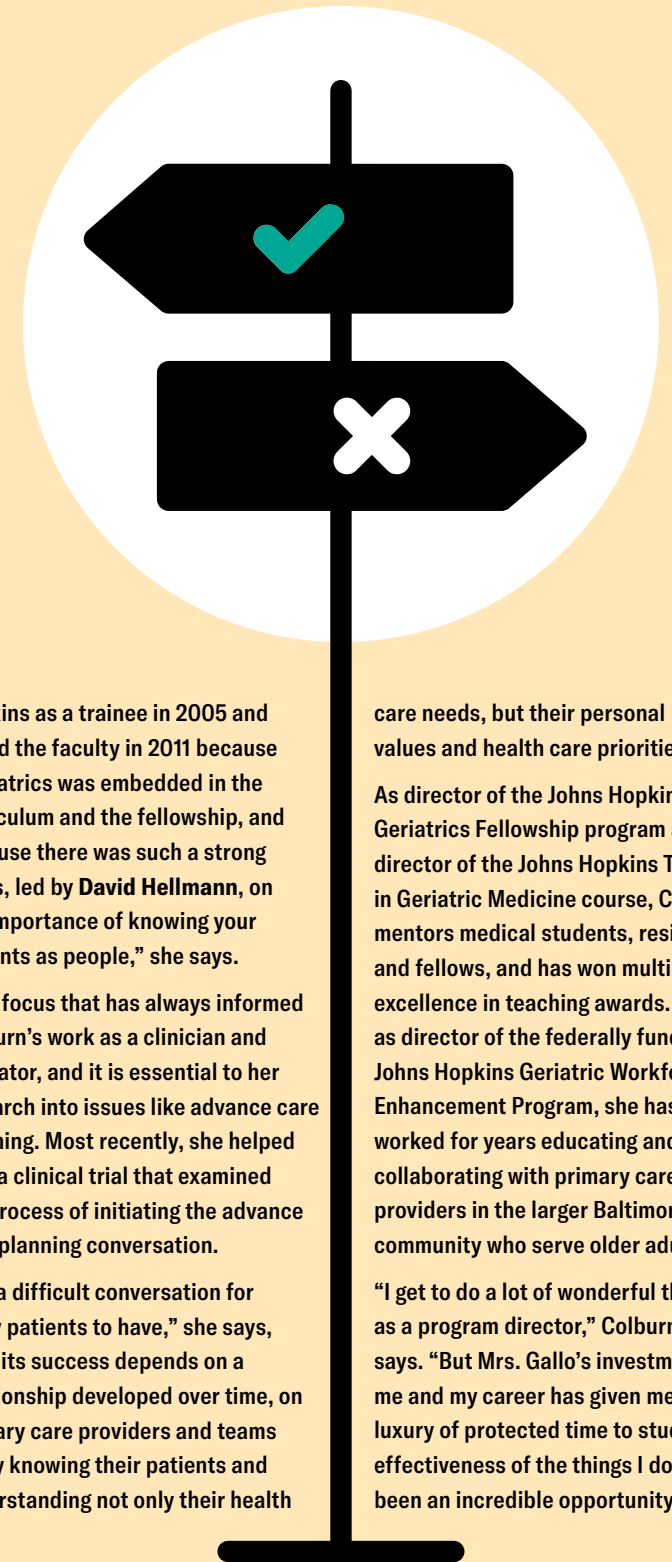 kins as a trainee in 2005 and
d the faculty in 2011 because
atrics was embedded in the
culum and the fellowship, and
use there was such a strong
s, led by David Hellmann, on
mportance of knowing your
nts as people,” she says.
focus that has always informed
urn’s work as a clinician and
ator, and it is essential to her
arch into issues like advance care
ning. Most recently, she helped
a clinical trial that examined
rocess of initiating the advance
planning conversation.
a difficult conversation for
y patients to have,” she says,
its success depends on a
onship developed over time, on
ary care providers and teams
y knowing their patients and
rstanding not only their health
care needs, but their personal
values and health care prioritie
As director of the Johns Hopkin
Geriatrics Fellowship program
director of the Johns Hopkins T
in Geriatric Medicine course, C
mentors medical students, resi
and fellows, and has won multi
excellence in teaching awards.
as director of the federally fund
Johns Hopkins Geriatric Workfo
Enhancement Program, she has
worked for years educating and
collaborating with primary care
providers in the larger Baltimor
community who serve older adu
“I get to do a lot of wonderful th
as a program director,” Colburn
says. “But Mrs. Gallo’s investm
me and my career has given me
luxury of protected time to stud
effectiveness of the things I do
been an incredible opportunity